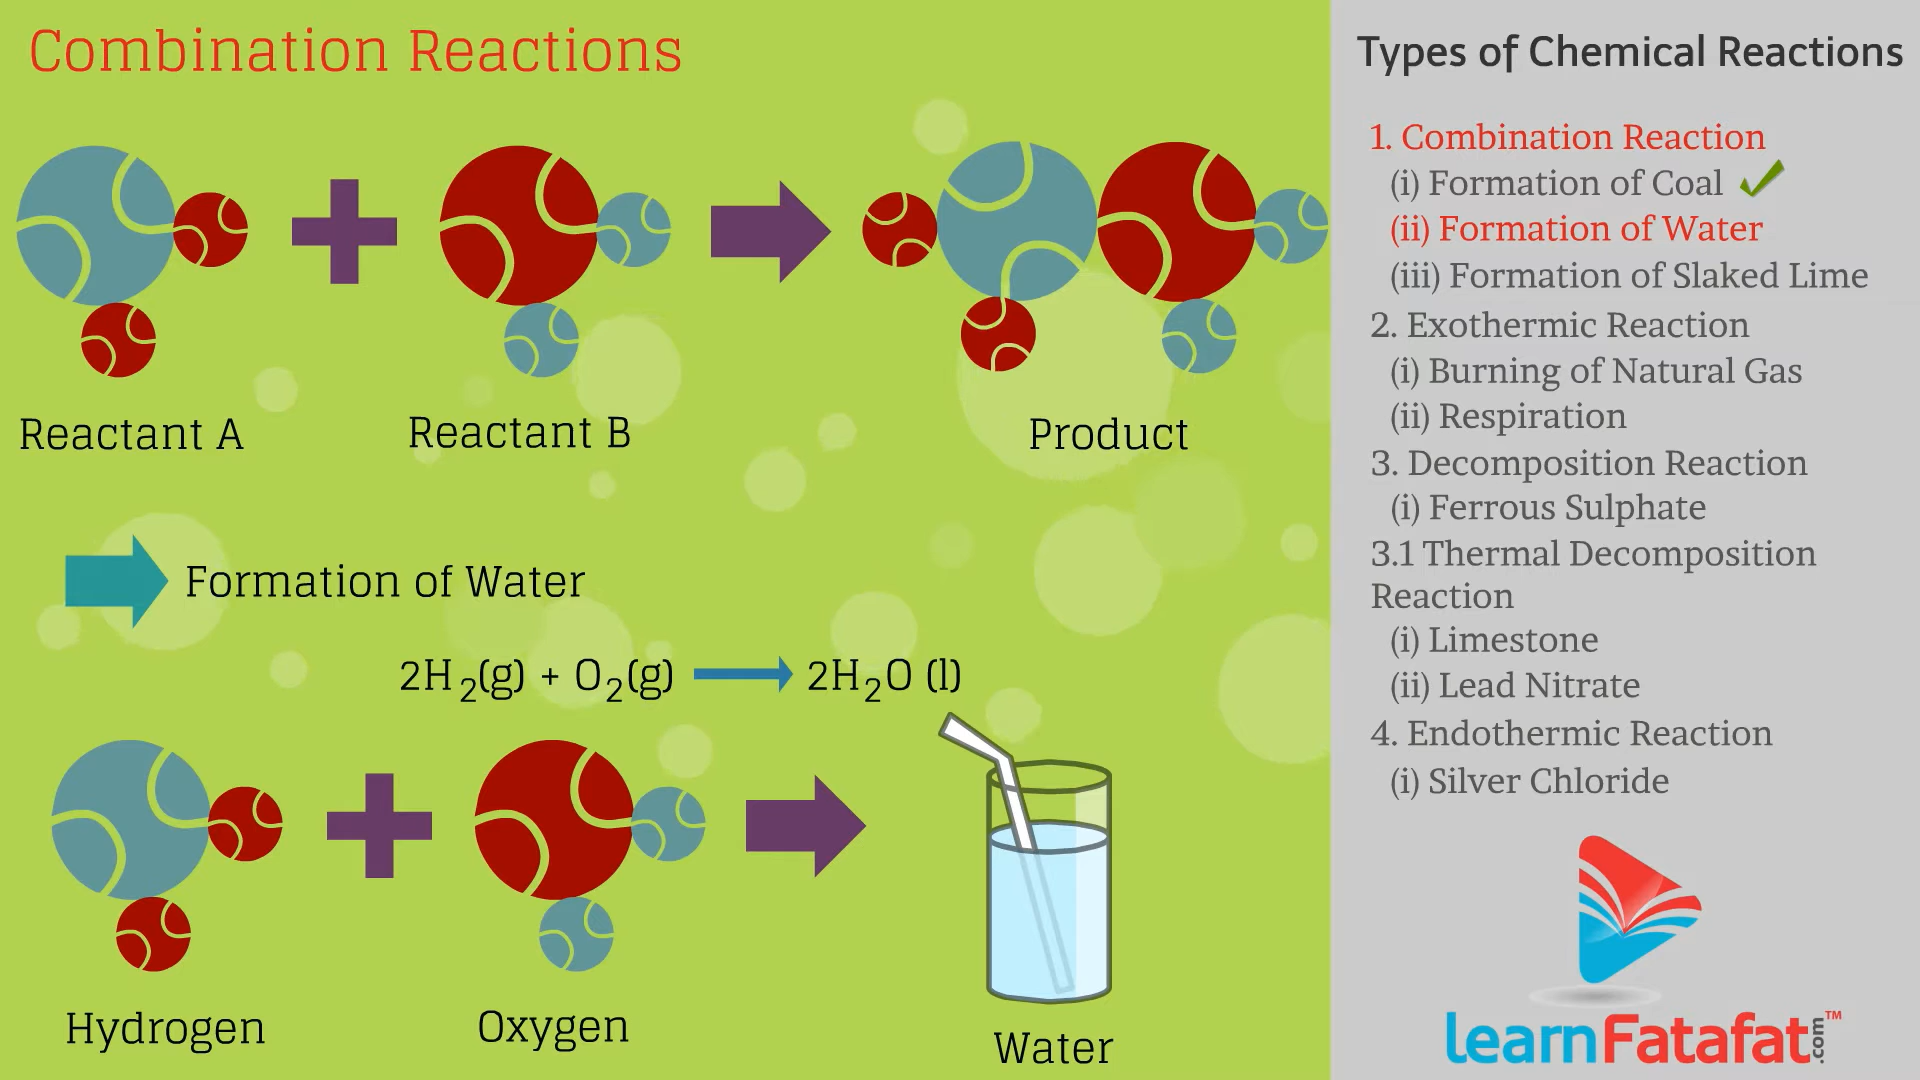 Combination Reactions
Reactant A
Reactant B
Product
Formation of Water
2H₂(g) + O₂(g) → 2H₂O (l)
Hydrogen
Oxygen
Water
Types of Chemical Reactions
1. Combination Reaction
(i) Formation of Coal ✓
(ii) Formation of Water
(iii) Formation of Slaked Lime
2. Exothermic Reaction
(i) Burning of Natural Gas
(ii) Respiration
3. Decomposition Reaction
(i) Ferrous Sulphate
3.1 Thermal Decomposition
Reaction
(i) Limestone
(ii) Lead Nitrate
4. Endothermic Reaction
(i) Silver Chloride
learnFatafat.com™